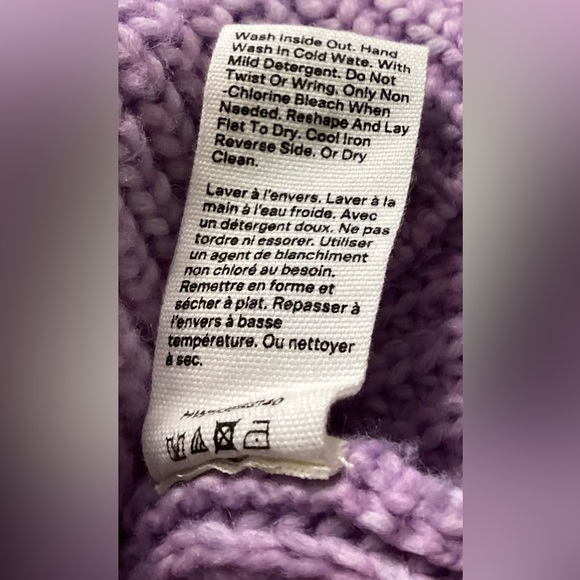 Wash Inside Out. Hand
Wash In Cold Wate. With
Mild Detergent. Do Not
Twist Or Wring. Only Non
-Chlorine Bleach When
Needed. Reshape And Lay
Flat To Dry. Cool Iron
Reverse Side. Or Dry
Clean.
Laver à l'envers. Laver à la
main à l'eau froide. Avec
un détergent doux. Ne pas
tordre ni essorer. Utiliser
un agent de blanchiment
non chloré au besoin.
Remettre en forme et
sécher à plat. Repasser à
l'envers à basse
température. Ou nettoyer
à sec.